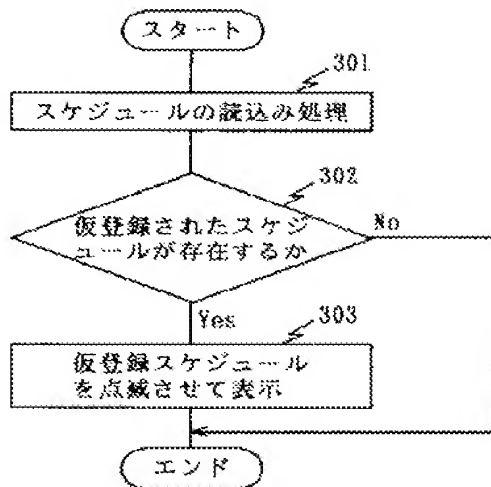 スタート
301
スケジュールの読込み処理
302
仮登録されたスケジ
ュールが存在するか
No
Yes
303
仮登録スケジュール
を点滅させて表示
エンド